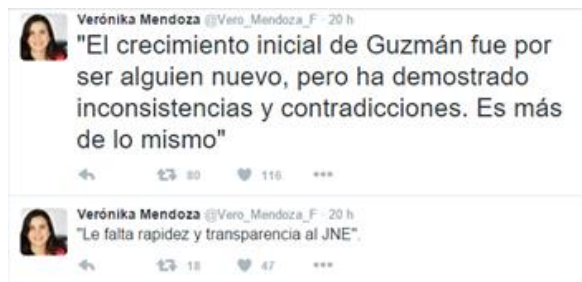 Verónika Mendoza @Vero_Mendoza_F · 20 h
"El crecimiento inicial de Guzmán fue por
ser alguien nuevo, pero ha demostrado
inconsistencias y contradicciones. Es más
de lo mismo"
80 116
Verónika Mendoza @Vero_Mendoza_F · 20 h
"Le falta rapidez y transparencia al JNE".
18 47